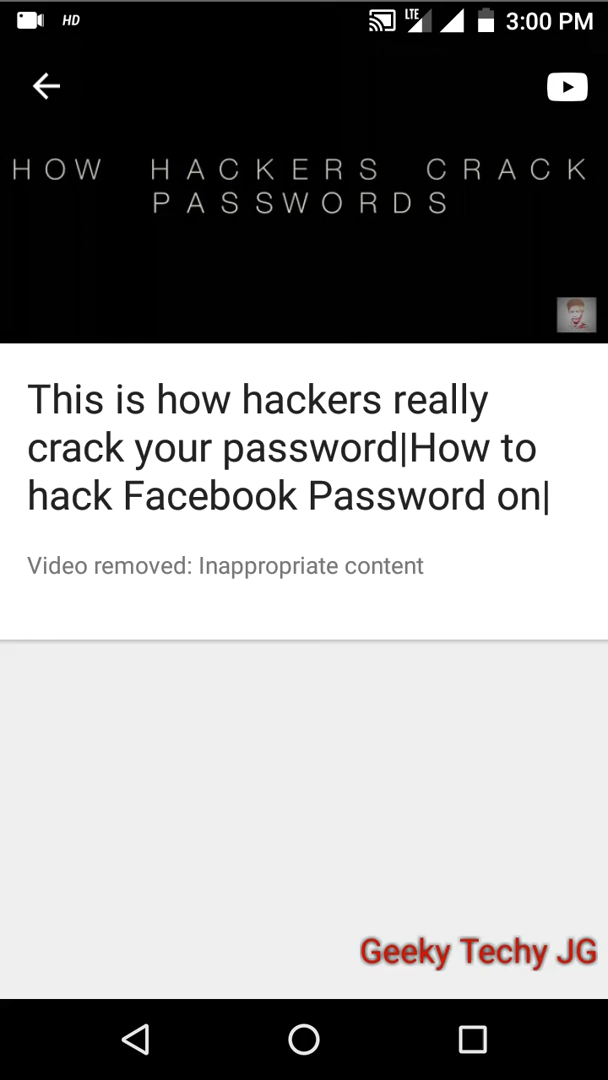 HD LTE 3:00 PM
HOW HACKERS CRACK
PASSWORDS
This is how hackers really
crack your password|How to
hack Facebook Password on|
Video removed: Inappropriate content
Geeky Techy JG